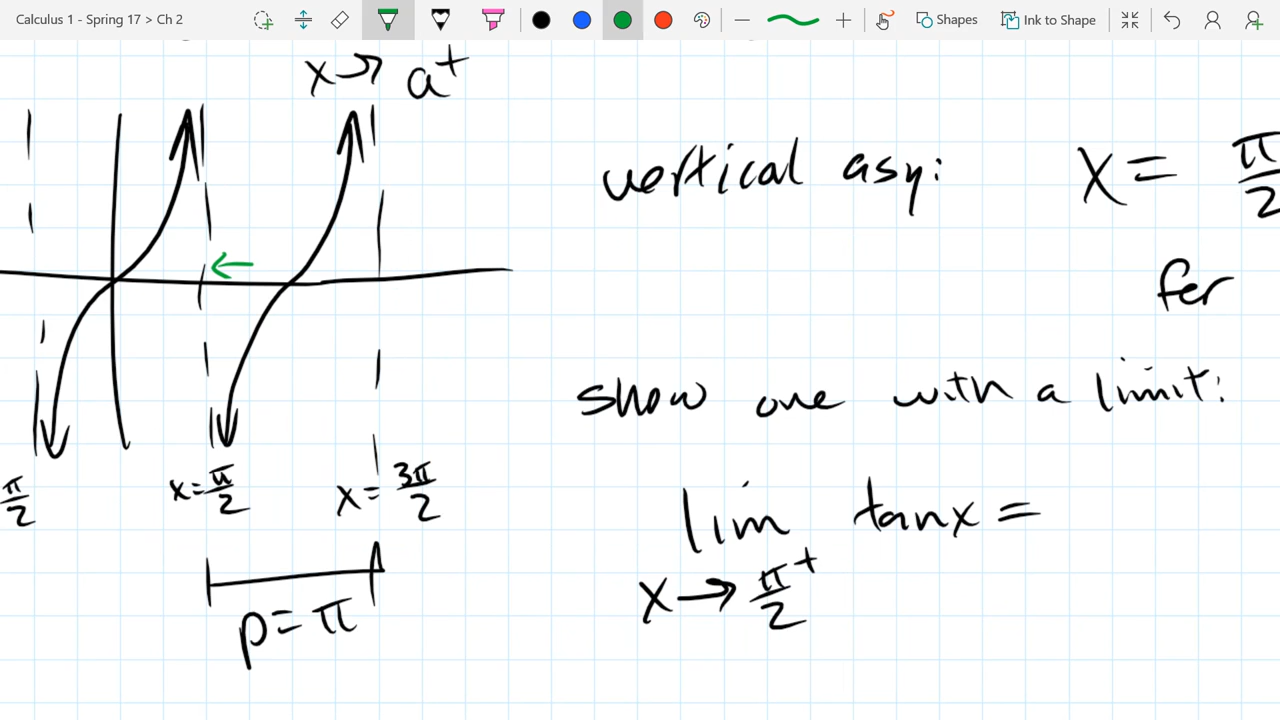 Calculus 1 - Spring 17 > Ch 2
Shapes
Ink to Shape
x → a⁺
vertical asy: x = π/2
for
show one with a limit:
lim tanx =
x → π/2⁺
π/2
x = π/2
x = 3π/2
p = π